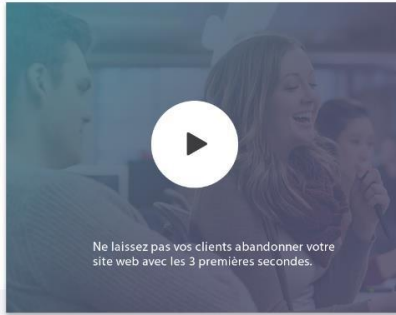 Ne laissez pas vos clients abandonner votre
site web avec les 3 premières secondes.